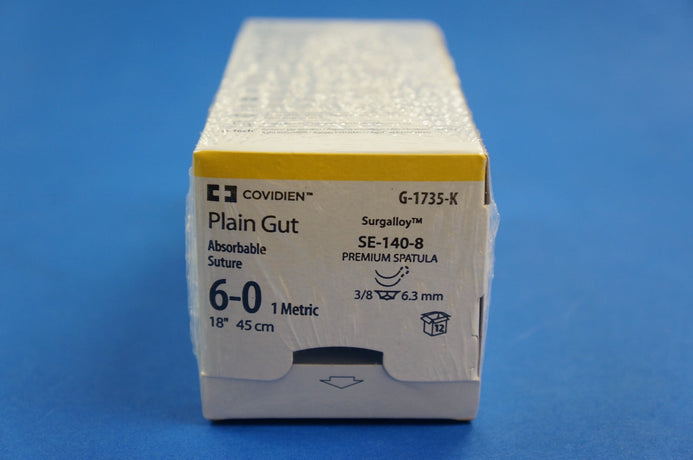 COVIDIEN™
G-1735-K
Plain Gut
Surgalloy™
Absorbable
Suture
SE-140-8
PREMIUM SPATULA
6-0 1 Metric
3/8 6.3 mm
18" 45 cm
12